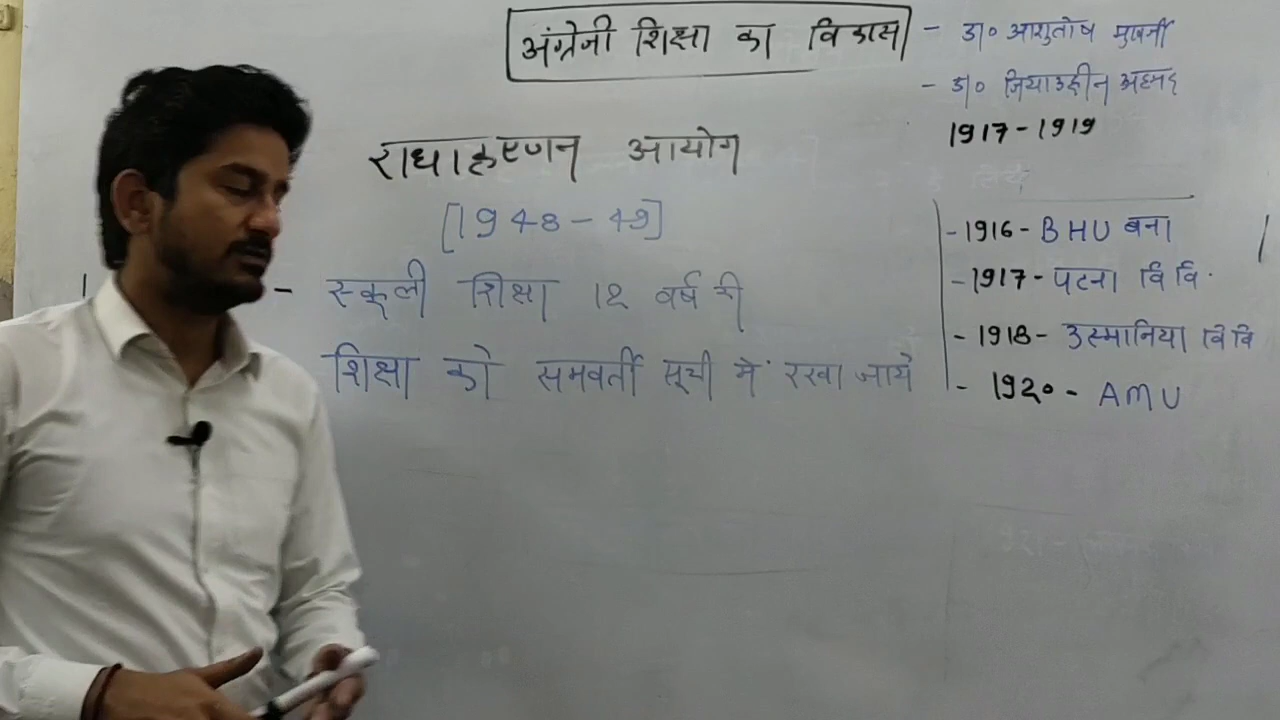 अंग्रेजी शिक्षा का विकास
- डा० आशुतोष मुखर्जी
- डा० जियाउद्दीन अहमद
1917-1919
राधाकृष्णन आयोग
[1948-49]
- स्कूली शिक्षा 12 वर्ष की
शिक्षा को समवर्ती सूची में रखा जाये
- 1916 - BHU बना
- 1917 - पटना वि वि.
- 1918 - उस्मानिया वि वि
- 1920 - AMU